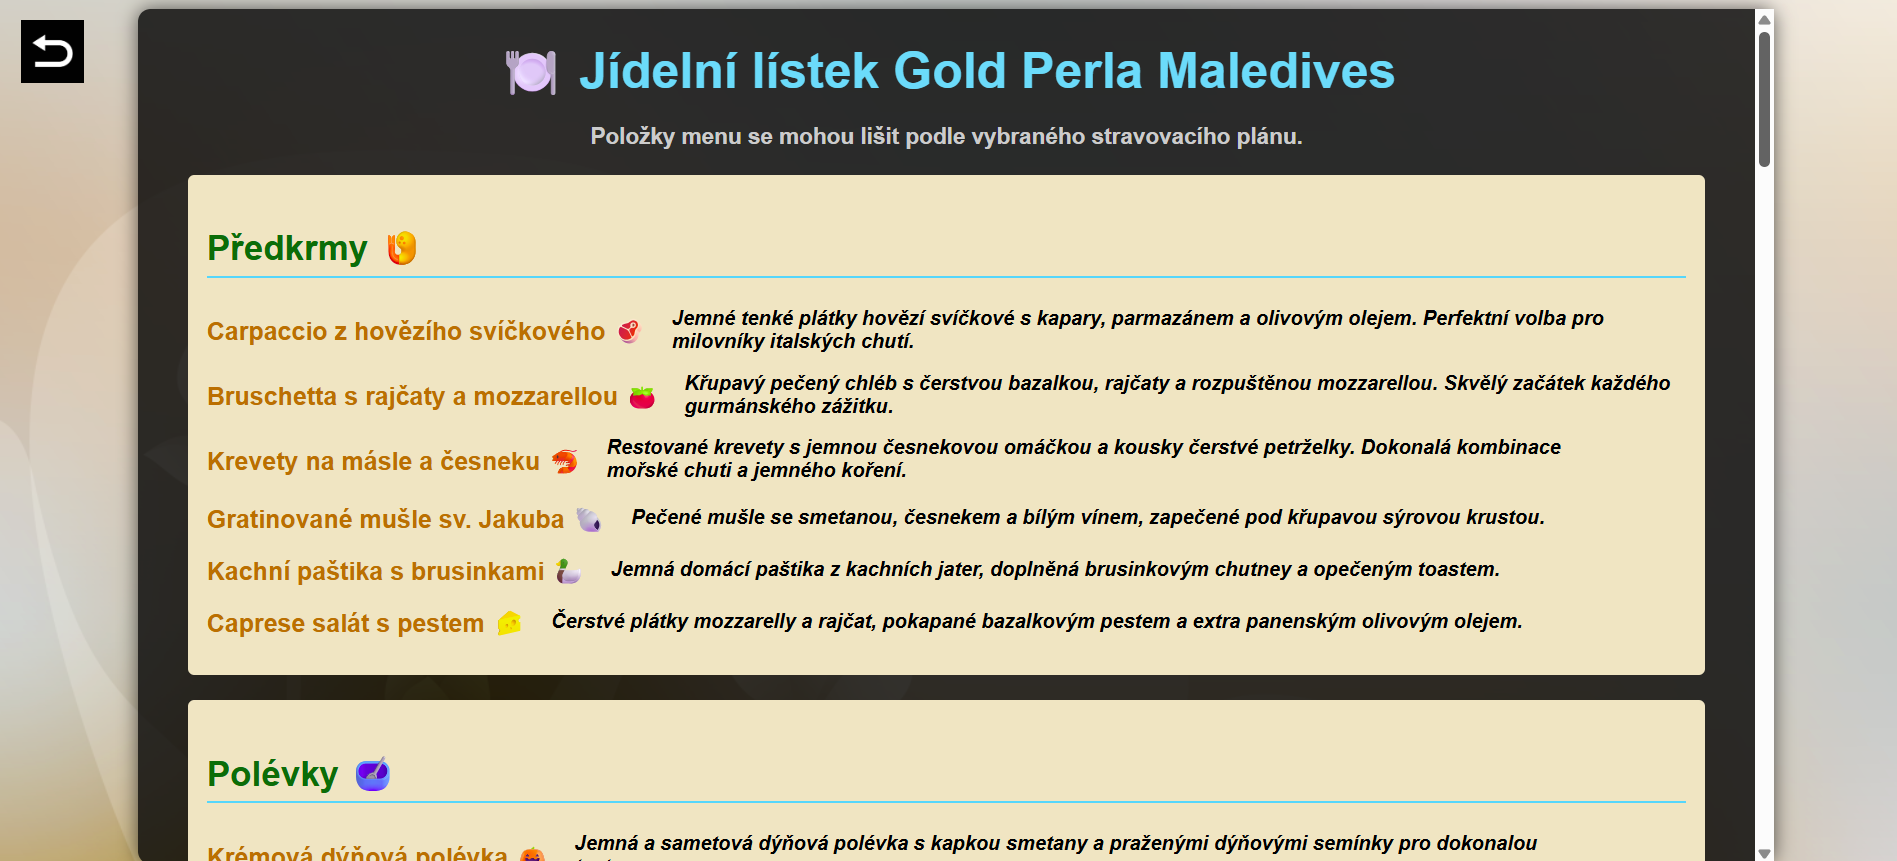 Jídelní lístek Gold Perla Maledives
Položky menu se mohou lišit podle vybraného stravovacího plánu.
Předkrmy
Carpaccio z hovězího svíčkového
Jemné tenké plátky hovězí svíčkové s kapary, parmazánem a olivovým olejem. Perfektní volba pro
milovníky italských chutí.
Bruschetta s rajčaty a mozzarellou
Křupavý pečený chléb s čerstvou bazalkou, rajčaty a rozpuštěnou mozzarellou. Skvělý začátek každého
gurmánského zážitku.
Krevety na másle a česneku
Restované krevety s jemnou česnekovou omáčkou a kousky čerstvé petrželky. Dokonalá kombinace
mořské chuti a jemného koření.
Gratinované mušle sv. Jakuba
Pečené mušle se smetanou, česnekem a bílým vínem, zapečené pod křupavou sýrovou krustou.
Kachní paštika s brusinkami
Jemná domácí paštika z kachních jater, doplněná brusinkovým chutney a opečeným toastem.
Caprese salát s pestem
Čerstvé plátky mozzarelly a rajčat, pokapané bazalkovým pestem a extra panenským olivovým olejem.
Polévky
Krémová dýňová polévka
Jemná a sametová dýňová polévka s kapkou smetany a praženými dýňovými semínky pro dokonalou